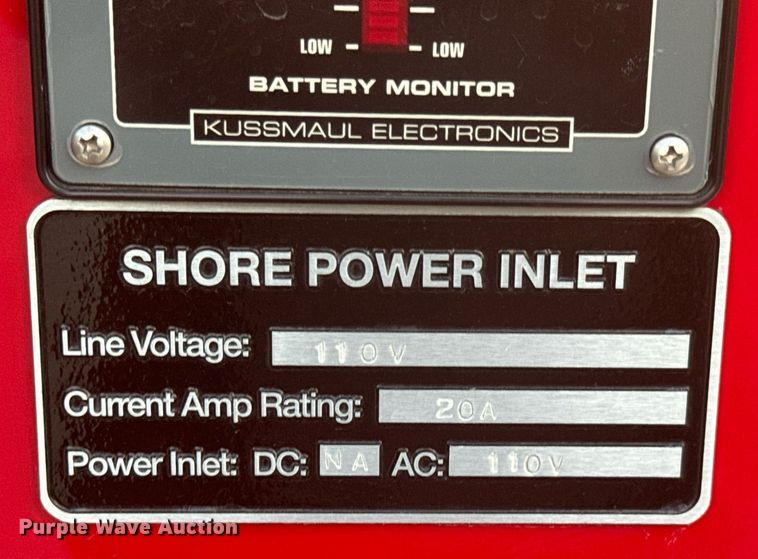 LOW - - LOW
BATTERY MONITOR
KUSSMAUL ELECTRONICS
SHORE POWER INLET
Line Voltage: 110V
Current Amp Rating: 20A
Power Inlet: DC: NA AC: 110V
Purple Wave Auction